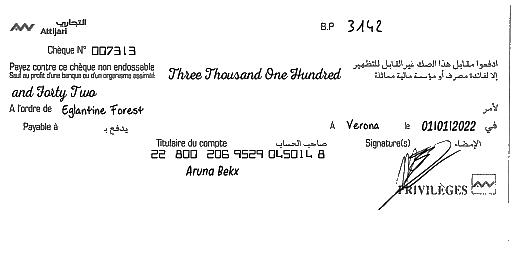 التجاري
Attijari
B.P 3142
Chèque N° 007313
Payez contre ce chèque non endossable
Sauf au profit d'une banque ou d'un organisme assimilé
Three Thousand One Hundred
ادفعوا مقابل هذا الصك غير القابل للتظهير
إلا لفائدة مصرف أو مؤسسة مالية مماثلة
and Forty Two
A l'ordre de Eglantine Forest
لأمر
Payable à
يدفع بـ
A Verona le 01/01/2022 في
Titulaire du compte صاحب الحساب
Signature(s) الإمضاء
22 800 206 9529 045014 8
Aruna Bekx
PRIVILÈGES